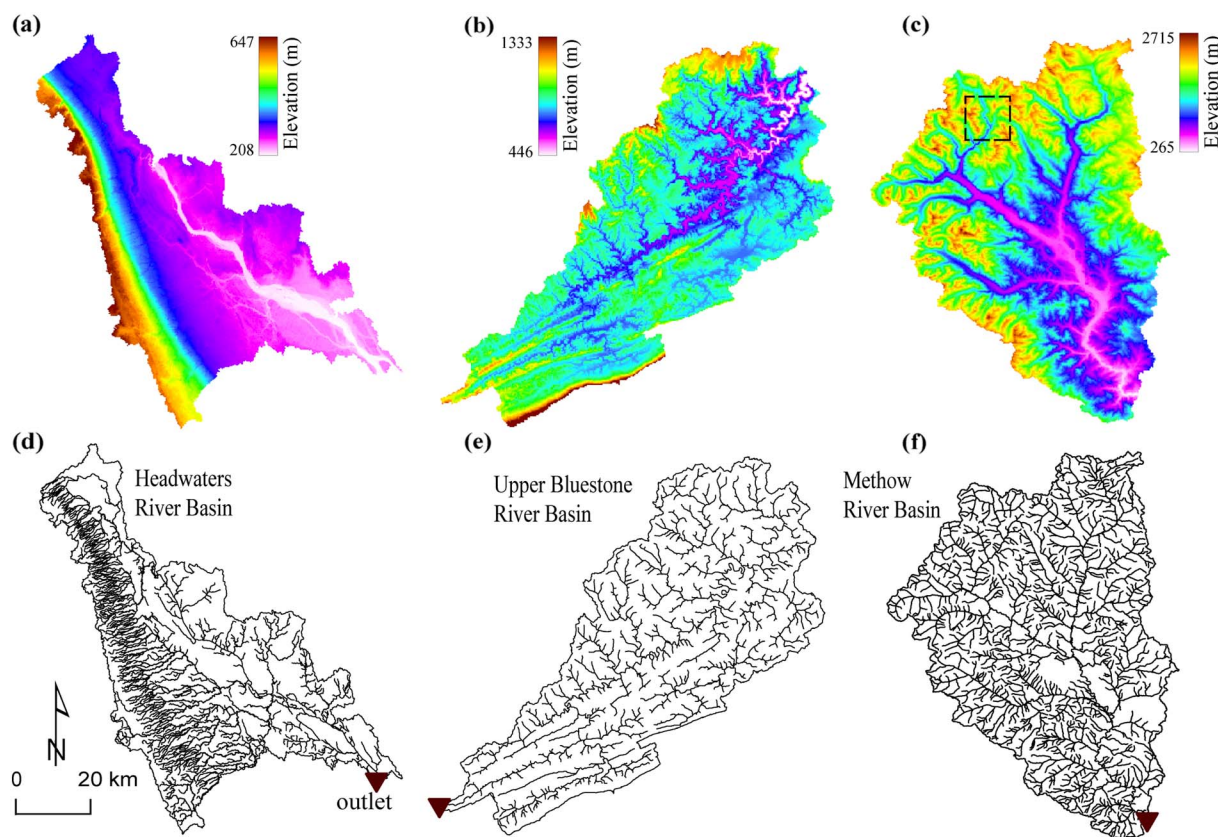 (a)
647
208
Elevation (m)
(b)
1333
446
Elevation (m)
(c)
2715
265
Elevation (m)
(d)
Headwaters
River Basin
N
0 20 km
outlet
(e)
Upper Bluestone
River Basin
(f)
Methow
River Basin